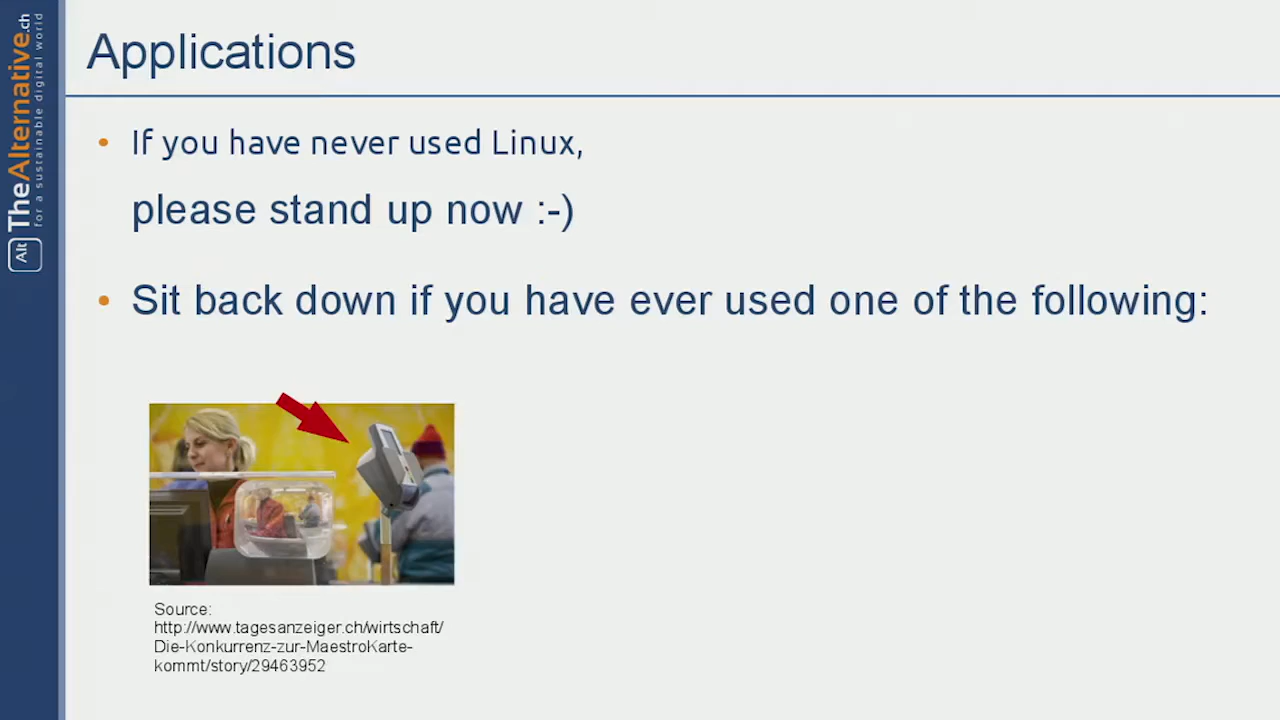 Applications
If you have never used Linux,
please stand up now :-)
Sit back down if you have ever used one of the following:
Source:
http://www.tagesanzeiger.ch/wirtschaft/
Die-Konkurrenz-zur-MaestroKarte-
kommt/story/29463952
Alt TheAlternative.ch
for a sustainable digital world